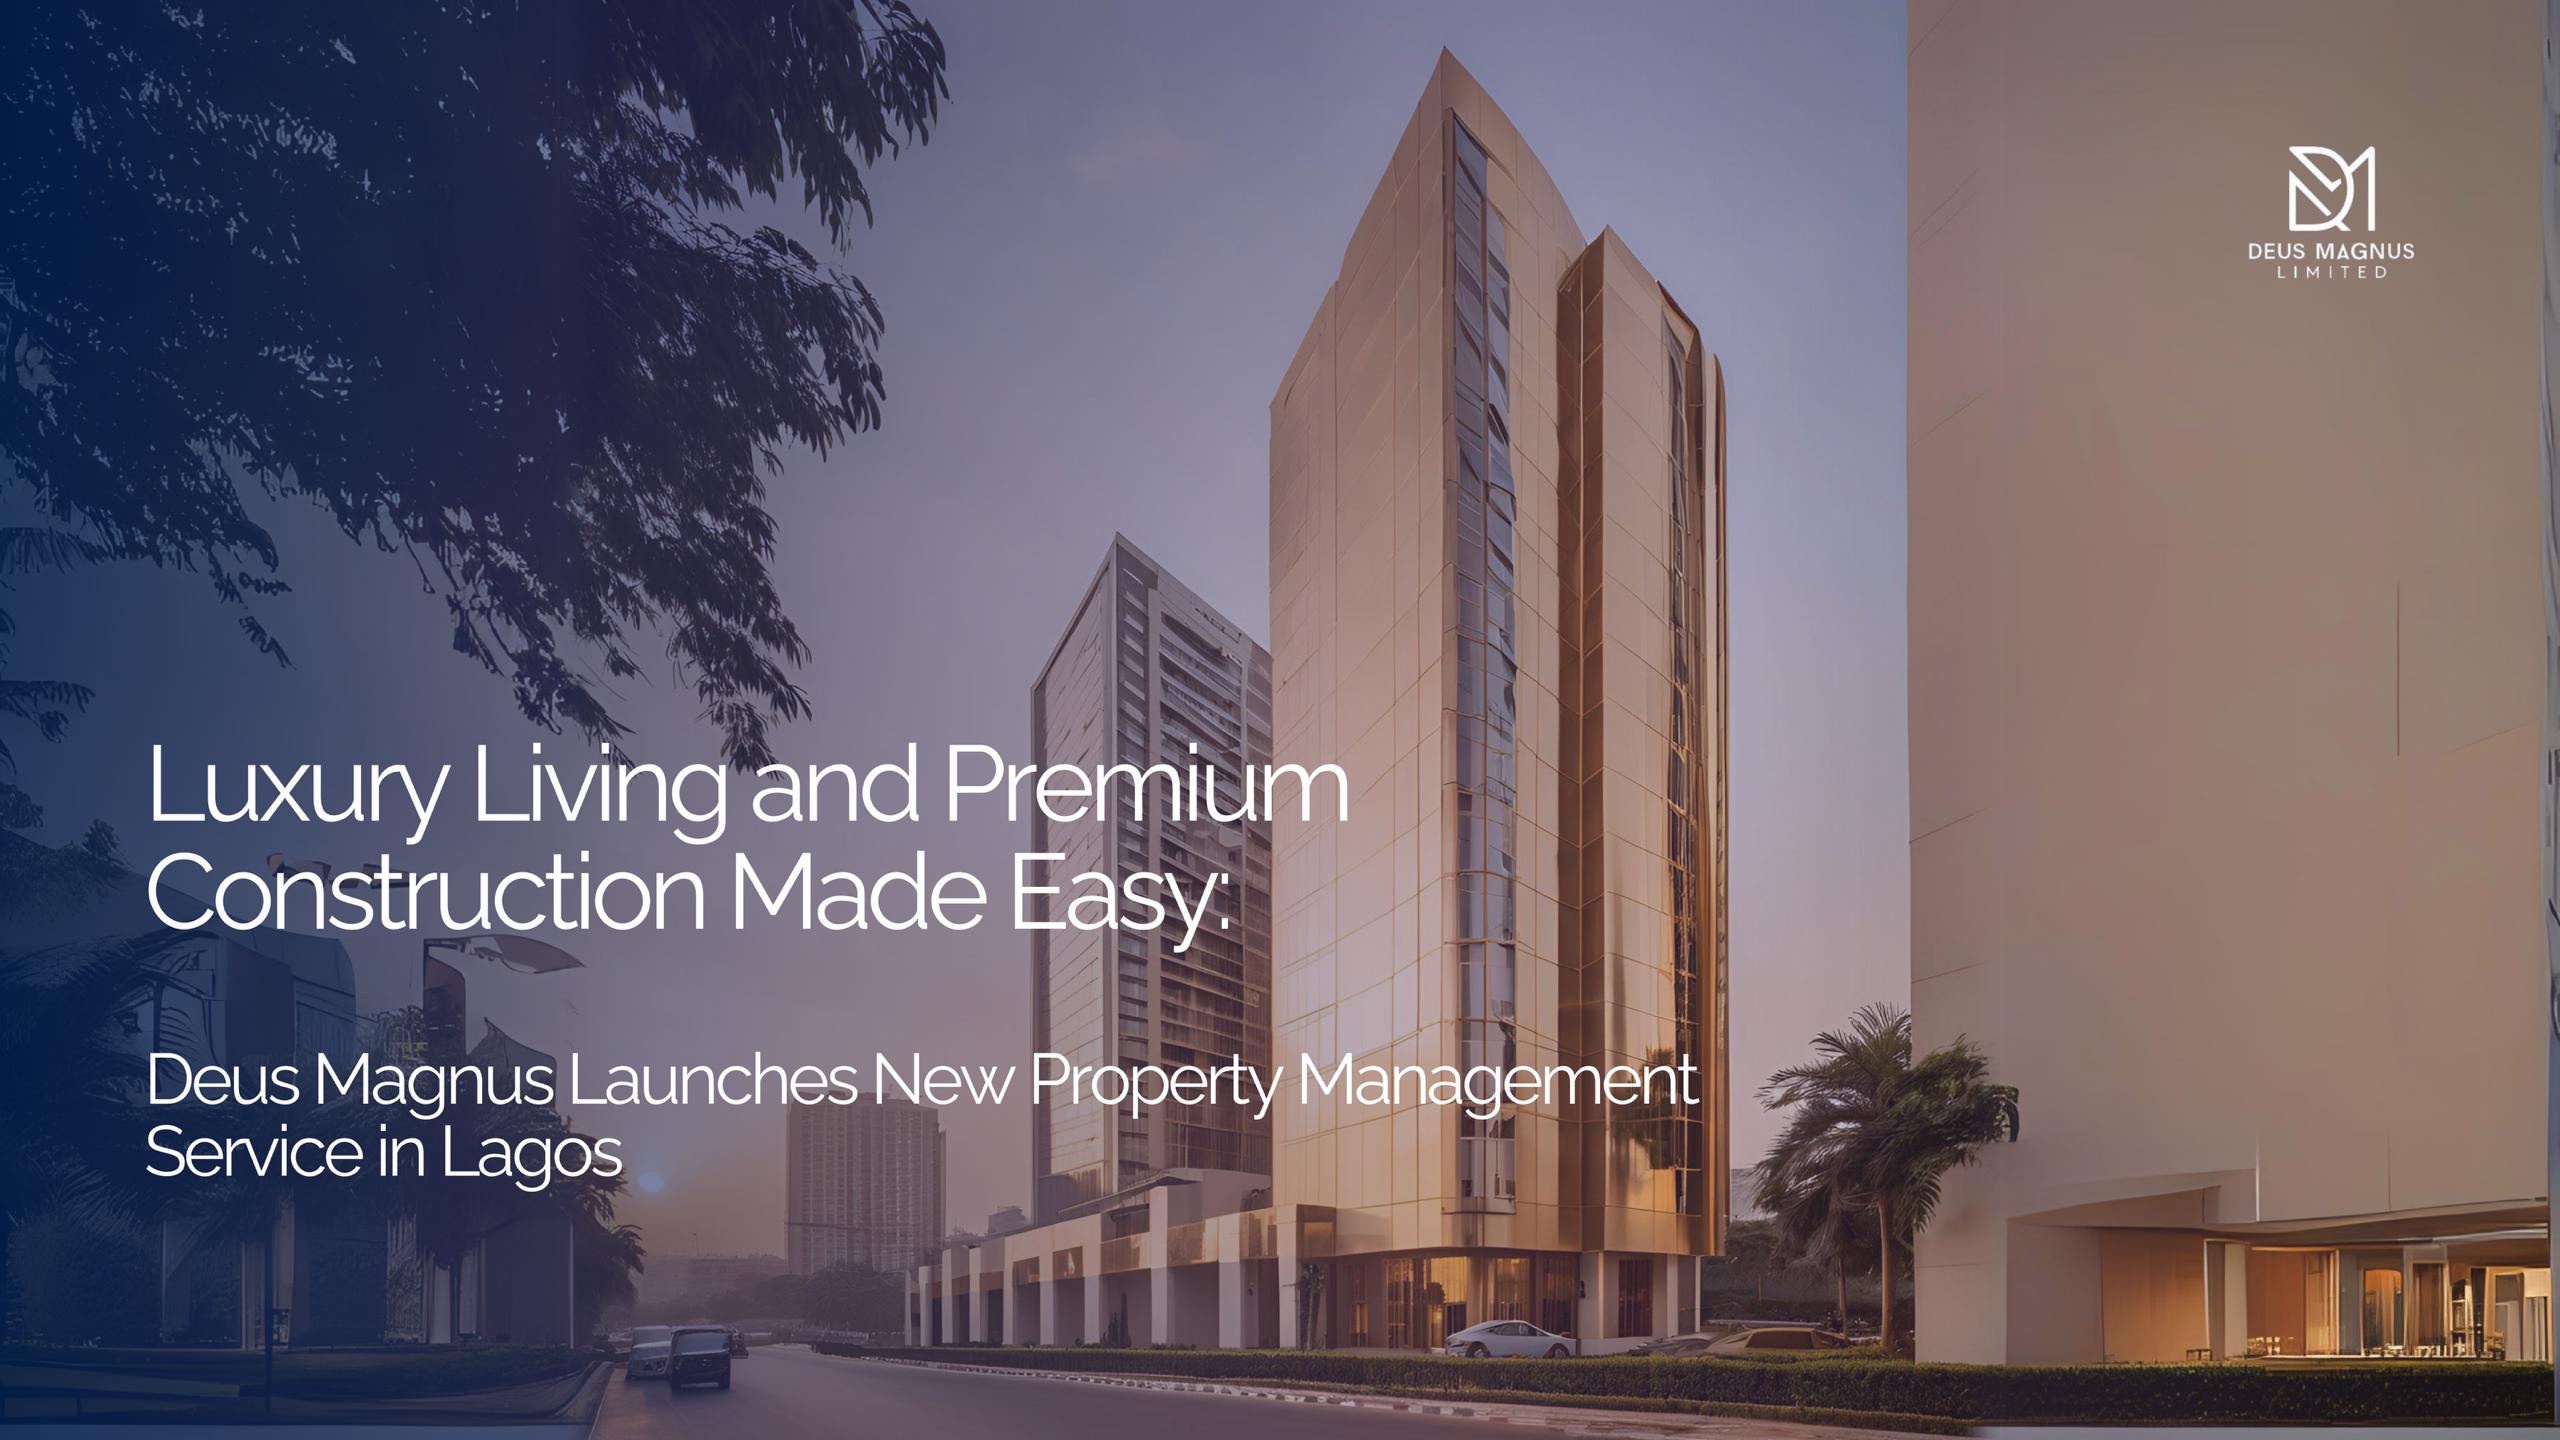 DEUS MAGNUS
LIMITED
Luxury Living and Premium
Construction Made Easy:
Deus Magnus Launches New Property Management
Service in Lagos